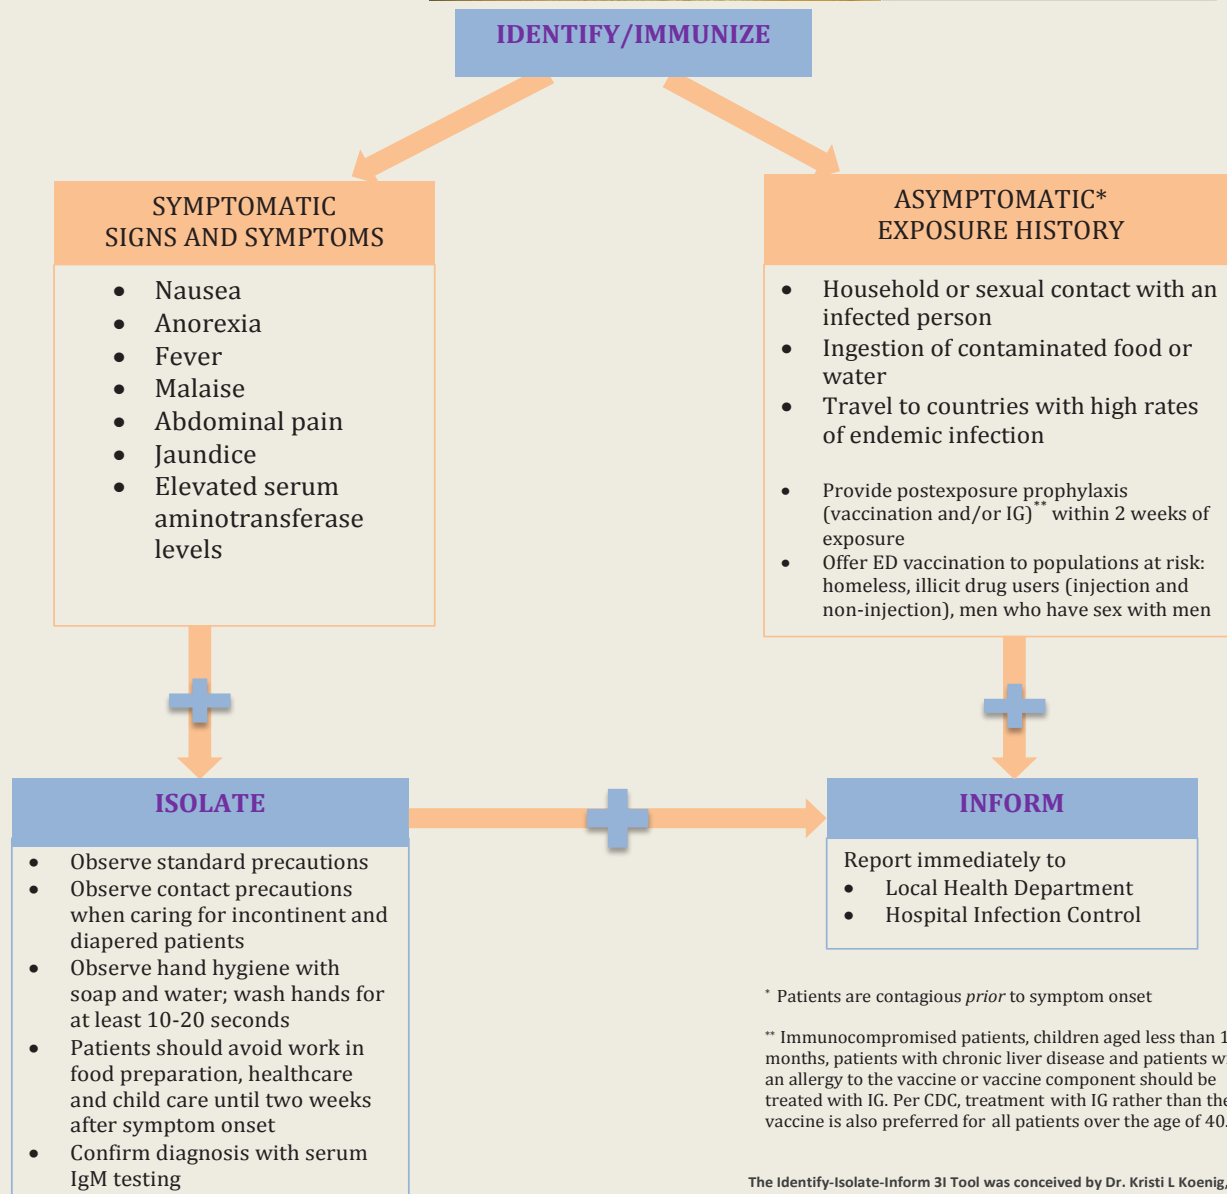 IDENTIFY/IMMUNIZE
SYMPTOMATIC
SIGNS AND SYMPTOMS
• Nausea
• Anorexia
• Fever
• Malaise
• Abdominal pain
• Jaundice
• Elevated serum
aminotransferase
levels
ASYMPTOMATIC*
EXPOSURE HISTORY
• Household or sexual contact with an
infected person
• Ingestion of contaminated food or
water
• Travel to countries with high rates
of endemic infection
• Provide postexposure prophylaxis
(vaccination and/or IG)** within 2 weeks of
exposure
• Offer ED vaccination to populations at risk:
homeless, illicit drug users (injection and
non-injection), men who have sex with men
ISOLATE
• Observe standard precautions
• Observe contact precautions
when caring for incontinent and
diapered patients
• Observe hand hygiene with
soap and water; wash hands for
at least 10-20 seconds
• Patients should avoid work in
food preparation, healthcare
and child care until two weeks
after symptom onset
• Confirm diagnosis with serum
IgM testing
INFORM
Report immediately to
• Local Health Department
• Hospital Infection Control
* Patients are contagious prior to symptom onset
** Immunocompromised patients, children aged less than
months, patients with chronic liver disease and patients
an allergy to the vaccine or vaccine component should be
treated with IG. Per CDC, treatment with IG rather than the
vaccine is also preferred for all patients over the age of 40.
The Identify-Isolate-Inform 3I Tool was conceived by Dr. Kristi L Koenig,